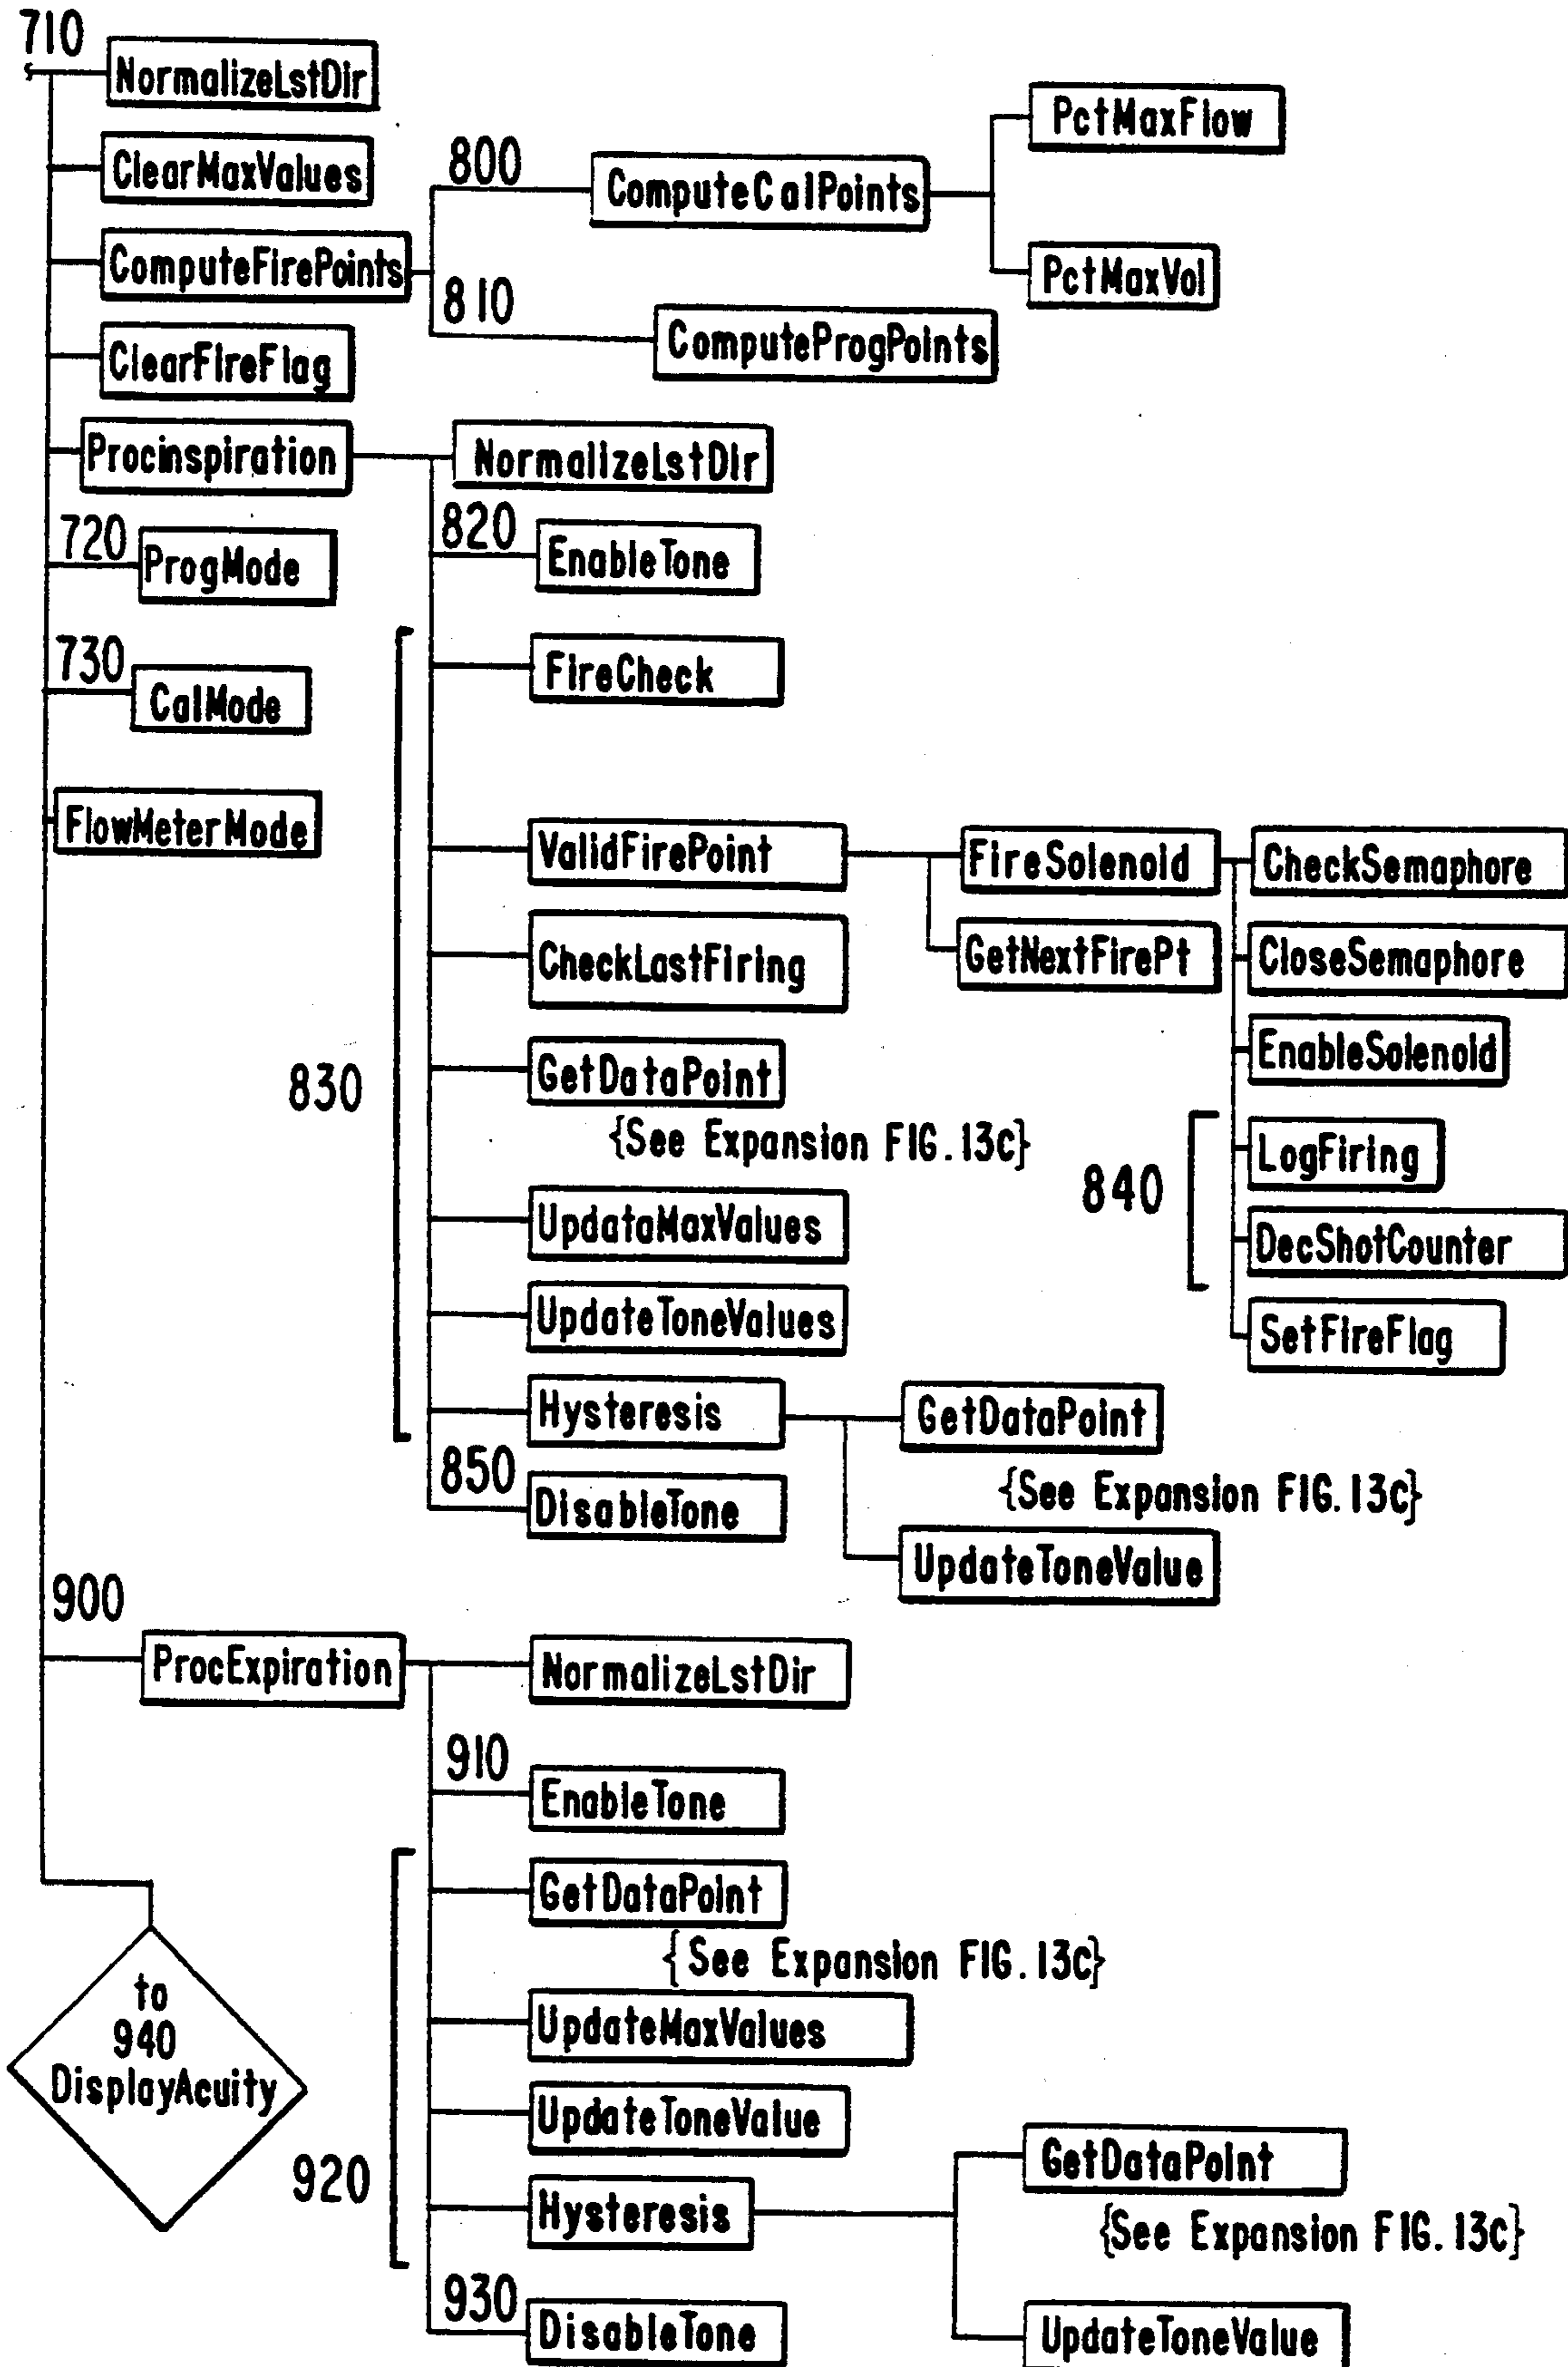 710
NormalizeLstDir
PctMaxFlow
ClearMaxValues
800
ComputeCalPoints
ComputeFirePoints
PctMaxVol
810
ComputeProgPoints
ClearFireFlag
Procinspiration
NormalizeLstDir
720
ProgMode
820
EnableTone
730
CalMode
FireCheck
FlowMeterMode
ValidFirePoint
FireSolenoid
CheckSemaphore
CheckLastFiring
GetNextFirePt
CloseSemaphore
830
GetDataPoint
EnableSolenoid
{See Expansion FIG. 13c}
840
LogFiring
UpdataMaxValues
DecShotCounter
UpdateToneValues
SetFireFlag
Hysteresis
GetDataPoint
{See Expansion FIG. 13c}
850
DisableTone
UpdateToneValue
900
ProcExpiration
NormalizeLstDir
910
EnableTone
GetDataPoint
{See Expansion FIG. 13c}
to
940
DisplayAcuity
UpdateMaxValues
UpdateToneValue
920
Hysteresis
GetDataPoint
{See Expansion FIG. 13c}
930
DisableTone
UpdateToneValue